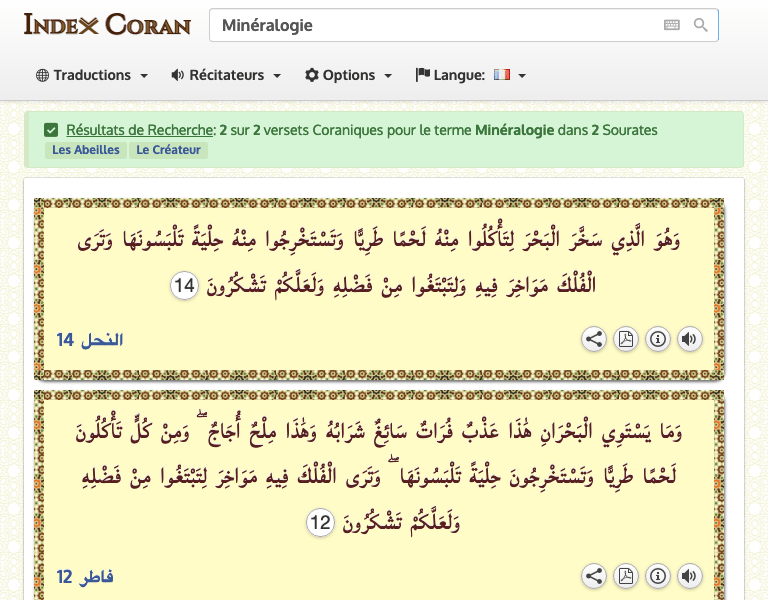 Index Coran
Minéralogie
Traductions Récitateurs Options Langue:
Résultats de Recherche: 2 sur 2 versets Coraniques pour le terme Minéralogie dans 2 Sourates
Les Abeilles Le Créateur
وَهُوَ الَّذِي سَخَّرَ الْبَحْرَ لِتَأْكُلُوا مِنْهُ لَحْمًا طَرِيًّا وَتَسْتَخْرِجُوا مِنْهُ حِلْيَةً تَلْبَسُونَهَا وَتَرَى
الْفُلْكَ مَوَاخِرَ فِيهِ وَلِتَبْتَغُوا مِنْ فَضْلِهِ وَلَعَلَّكُمْ تَشْكُرُونَ 14
النحل 14
وَمَا يَسْتَوِي الْبَحْرَانِ هَٰذَا عَذْبٌ فُرَاتٌ سَائِغٌ شَرَابُهُ وَهَٰذَا مِلْحٌ أُجَاجٌ ۖ وَمِنْ كُلٍّ تَأْكُلُونَ
لَحْمًا طَرِيًّا وَتَسْتَخْرِجُونَ حِلْيَةً تَلْبَسُونَهَا ۖ وَتَرَى الْفُلْكَ فِيهِ مَوَاخِرَ لِتَبْتَغُوا مِنْ فَضْلِهِ
وَلَعَلَّكُمْ تَشْكُرُونَ 12
فاطر 12